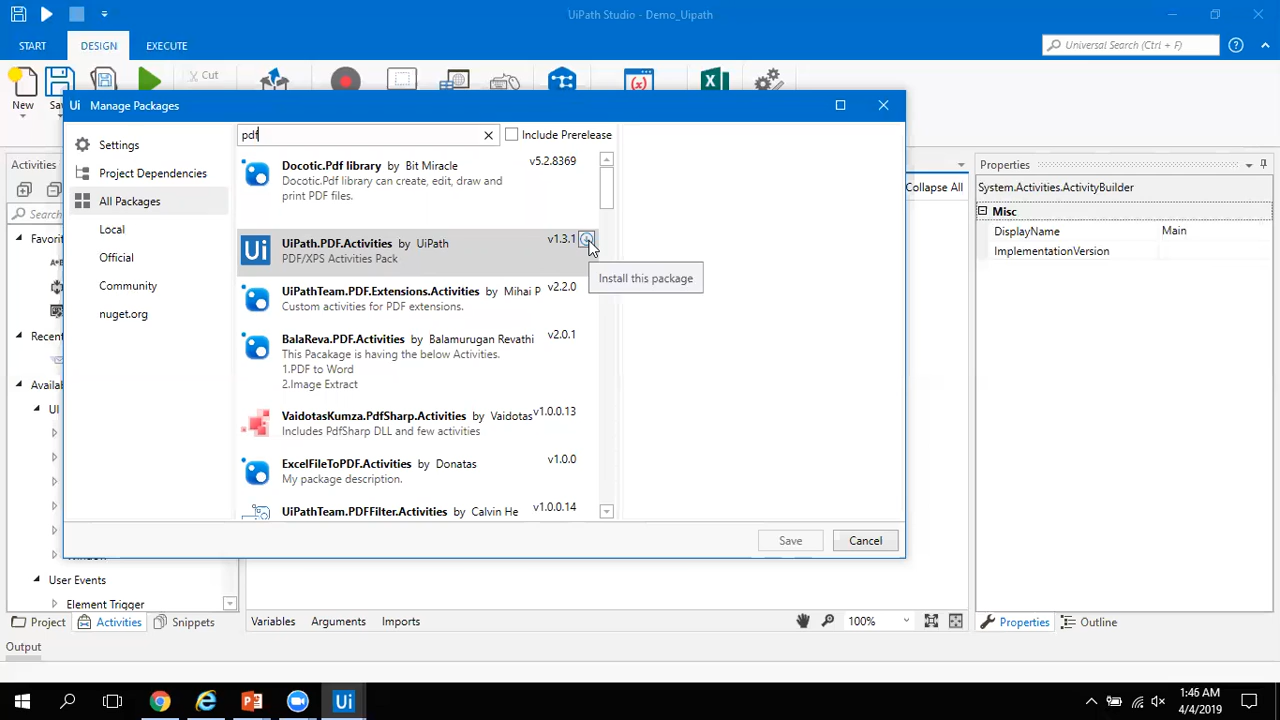 UiPath Studio - Demo_Uipath
START
DESIGN
EXECUTE
Universal Search (Ctrl + F)
New
Cut
Ui Manage Packages
Settings
Project Dependencies
All Packages
Local
Official
Community
nuget.org
pdf
Include Prerelease
Docotic.Pdf library by Bit Miracle v5.2.8369
Docotic.Pdf library can create, edit, draw and
print PDF files.
Ui
UiPath.PDF.Activities by UiPath v1.3.1
PDF/XPS Activities Pack
Install this package
UiPathTeam.PDF.Extensions.Activities by Mihai P v2.2.0
Custom activities for PDF extensions.
BalaReva.PDF.Activities by Balamurugan Revathi v2.0.1
This Pacakage is having the below Activities.
1.PDF to Word
2.Image Extract
VaidotasKumza.PdfSharp.Activities by Vaidotas v1.0.0.13
Includes PdfSharp DLL and few activities
ExcelFileToPDF.Activities by Donatas v1.0.0
My package description.
UiPathTeam.PDFFilter.Activities by Calvin He v1.0.0.14
Save
Cancel
Activities
Search
Favor
Recent
Availa
UI
User Events
Element Trigger
Project
Activities
Snippets
Output
Collapse All
Variables
Arguments
Imports
100%
Properties
System.Activities.ActivityBuilder
Misc
DisplayName Main
ImplementationVersion
Properties
Outline
Ui
1:46 AM
4/4/2019